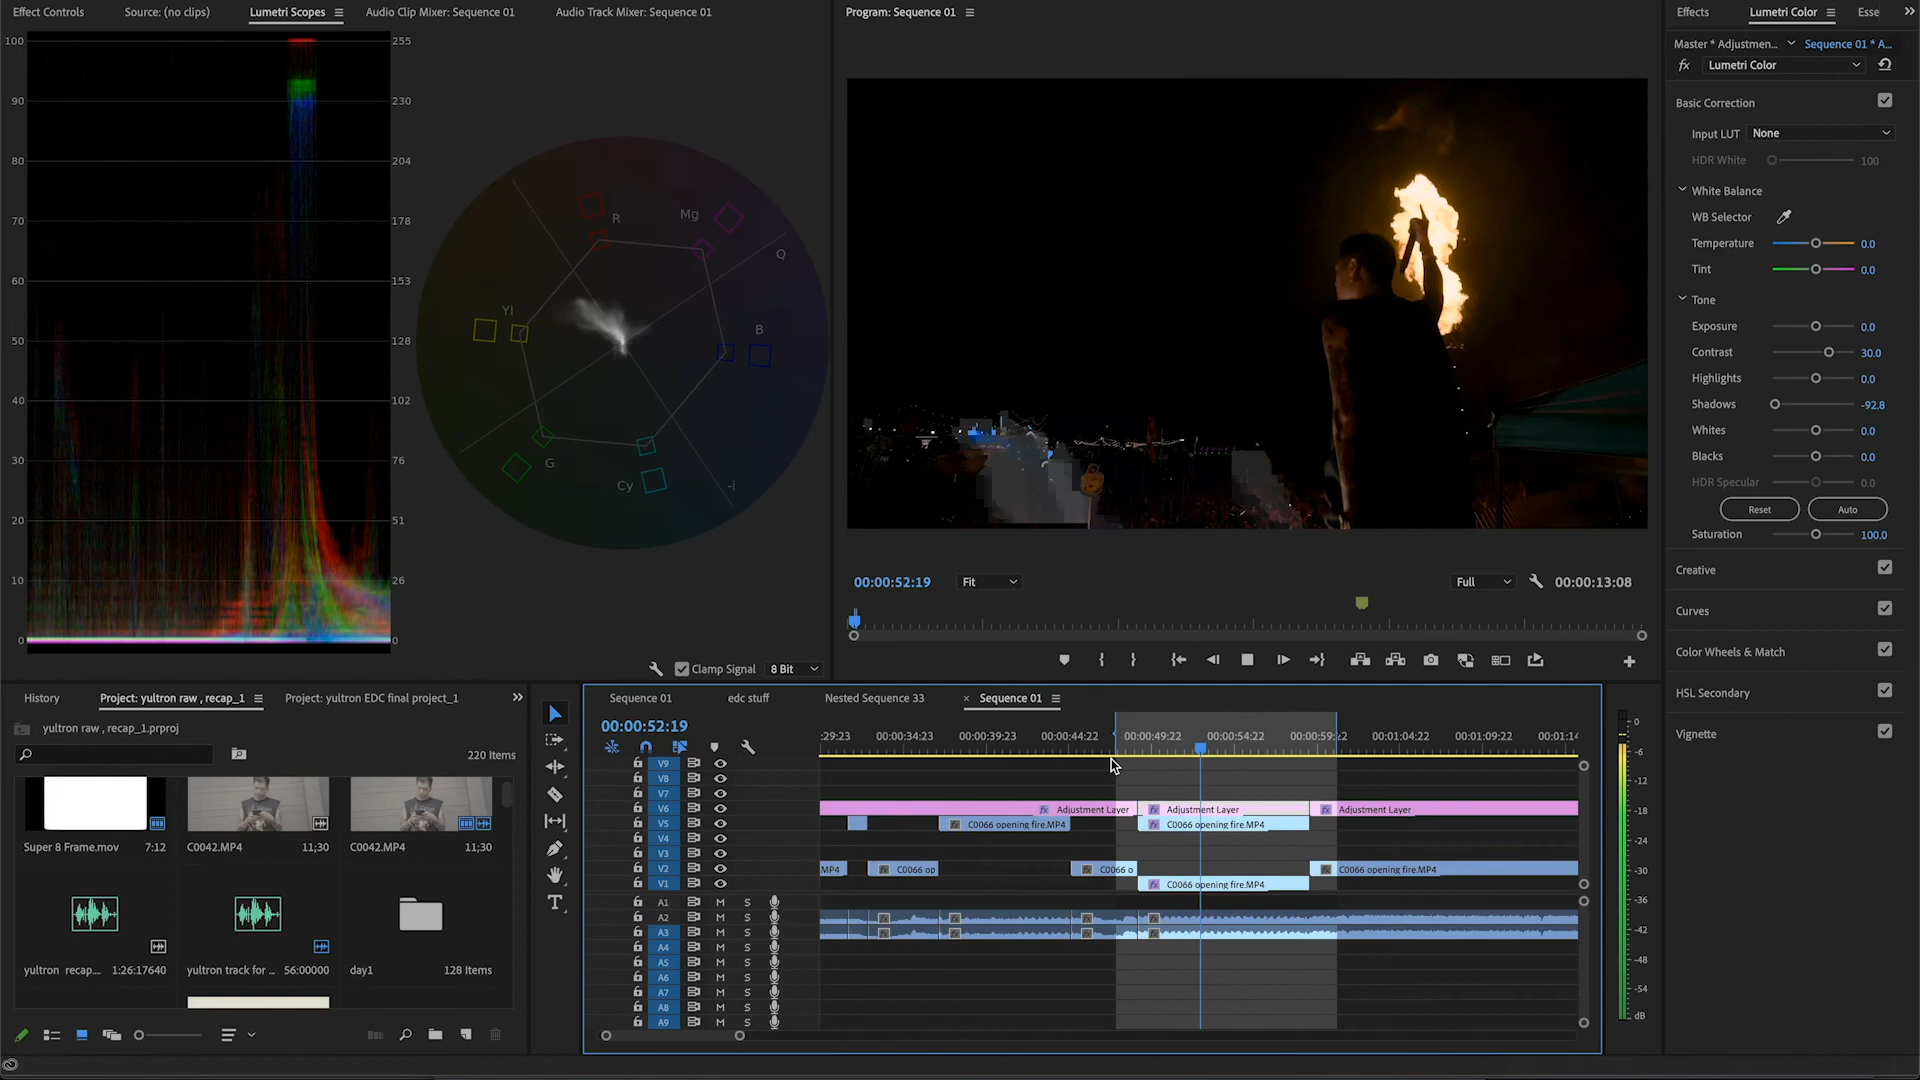 Effect Controls
Source: (no clips)
Lumetri Scopes
Audio Clip Mixer: Sequence 01
Audio Track Mixer: Sequence 01
100
90
80
70
60
50
40
30
20
10
0
255
230
204
178
153
128
102
76
51
26
0
R
Mg
Q
B
Yl
G
Cy
-i
Clamp Signal
8 Bit
Program: Sequence 01
00:00:52:19
Fit
Full
00:00:13:08
Effects
Lumetri Color
Esse
Master * Adjustmen...
Sequence 01 * A...
fx
Lumetri Color
Basic Correction
Input LUT
None
HDR White
100
White Balance
WB Selector
Temperature
0.0
Tint
0.0
Tone
Exposure
0.0
Contrast
30.0
Highlights
0.0
Shadows
-92.8
Whites
0.0
Blacks
0.0
HDR Specular
0.0
Reset
Auto
Saturation
100.0
Creative
Curves
Color Wheels & Match
HSL Secondary
Vignette
History
Project: yultron raw , recap_1
Project: yultron EDC final project_1
yultron raw , recap_1.prproj
220 Items
Super 8 Frame.mov
7:12
C0042.MP4
11;30
C0042.MP4
11;30
yultron recap...
1:26:17640
yultron track for ...
56:00000
day1
128 Items
Sequence 01
edc stuff
Nested Sequence 33
× Sequence 01
00:00:52:19
:29:23
00:00:34:23
00:00:39:23
00:00:44:22
00:00:49:22
00:00:54:22
00:00:59:22
00:01:04:22
00:01:09:22
00:01:14
V9
V8
V7
V6
fx Adjustment Layer
fx Adjustment Layer
fx Adjustment Layer
V5
fx C0066 opening fire.MP4
fx C0066 opening fire.MP4
V4
V3
V2
MP4
fx C0066 op
fx C0066 o
fx C0066 opening fire.MP4
V1
fx C0066 opening fire.MP4
A1 M S
A2 M S
A3 M S
A4 M S
A5 M S
A6 M S
A7 M S
A8 M S
A9 M S
T
0
-6
-12
-18
-24
-30
-36
-42
-48
-54
dB